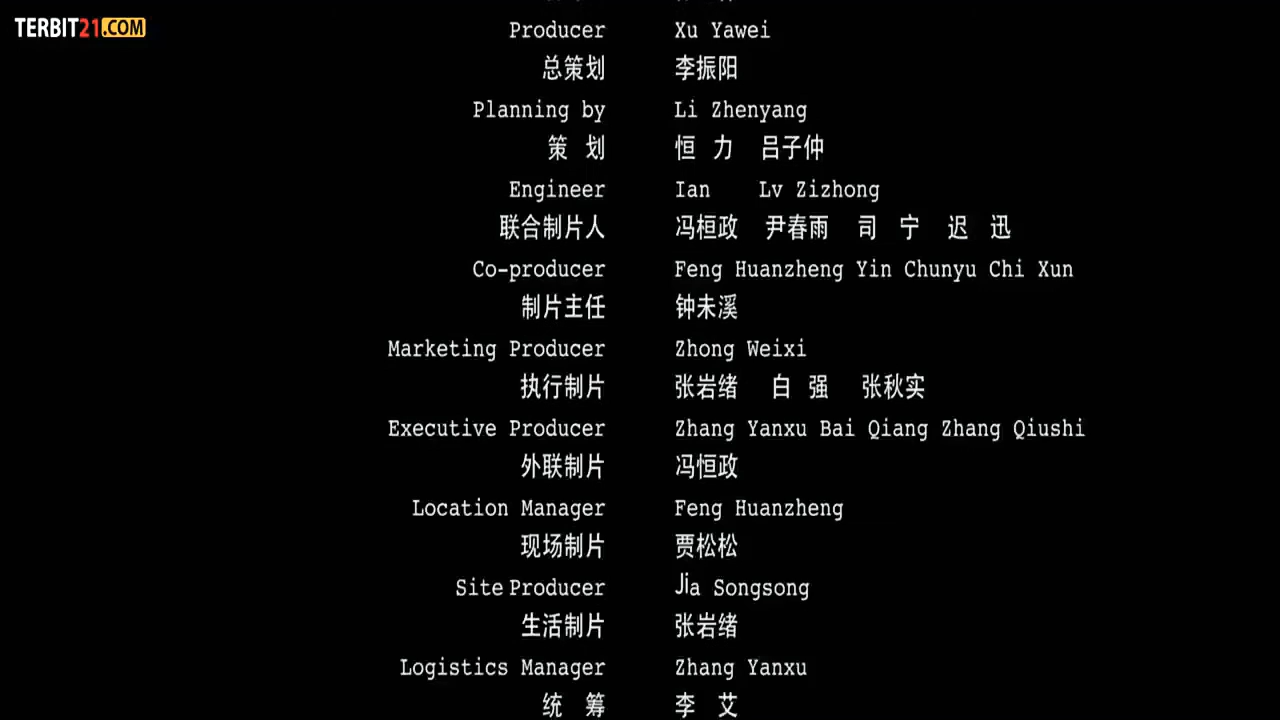 TERBIT21.COM
Producer Xu Yawei
总策划 李振阳
Planning by Li Zhenyang
策 划 恒 力 吕子仲
Engineer Ian Lv Zizhong
联合制片人 冯桓政 尹春雨 司 宁 迟 迅
Co-producer Feng Huanzheng Yin Chunyu Chi Xun
制片主任 钟未溪
Marketing Producer Zhong Weixi
执行制片 张岩绪 白 强 张秋实
Executive Producer Zhang Yanxu Bai Qiang Zhang Qiushi
外联制片 冯恒政
Location Manager Feng Huanzheng
现场制片 贾松松
Site Producer Jia Songsong
生活制片 张岩绪
Logistics Manager Zhang Yanxu
统 筹 李 艾